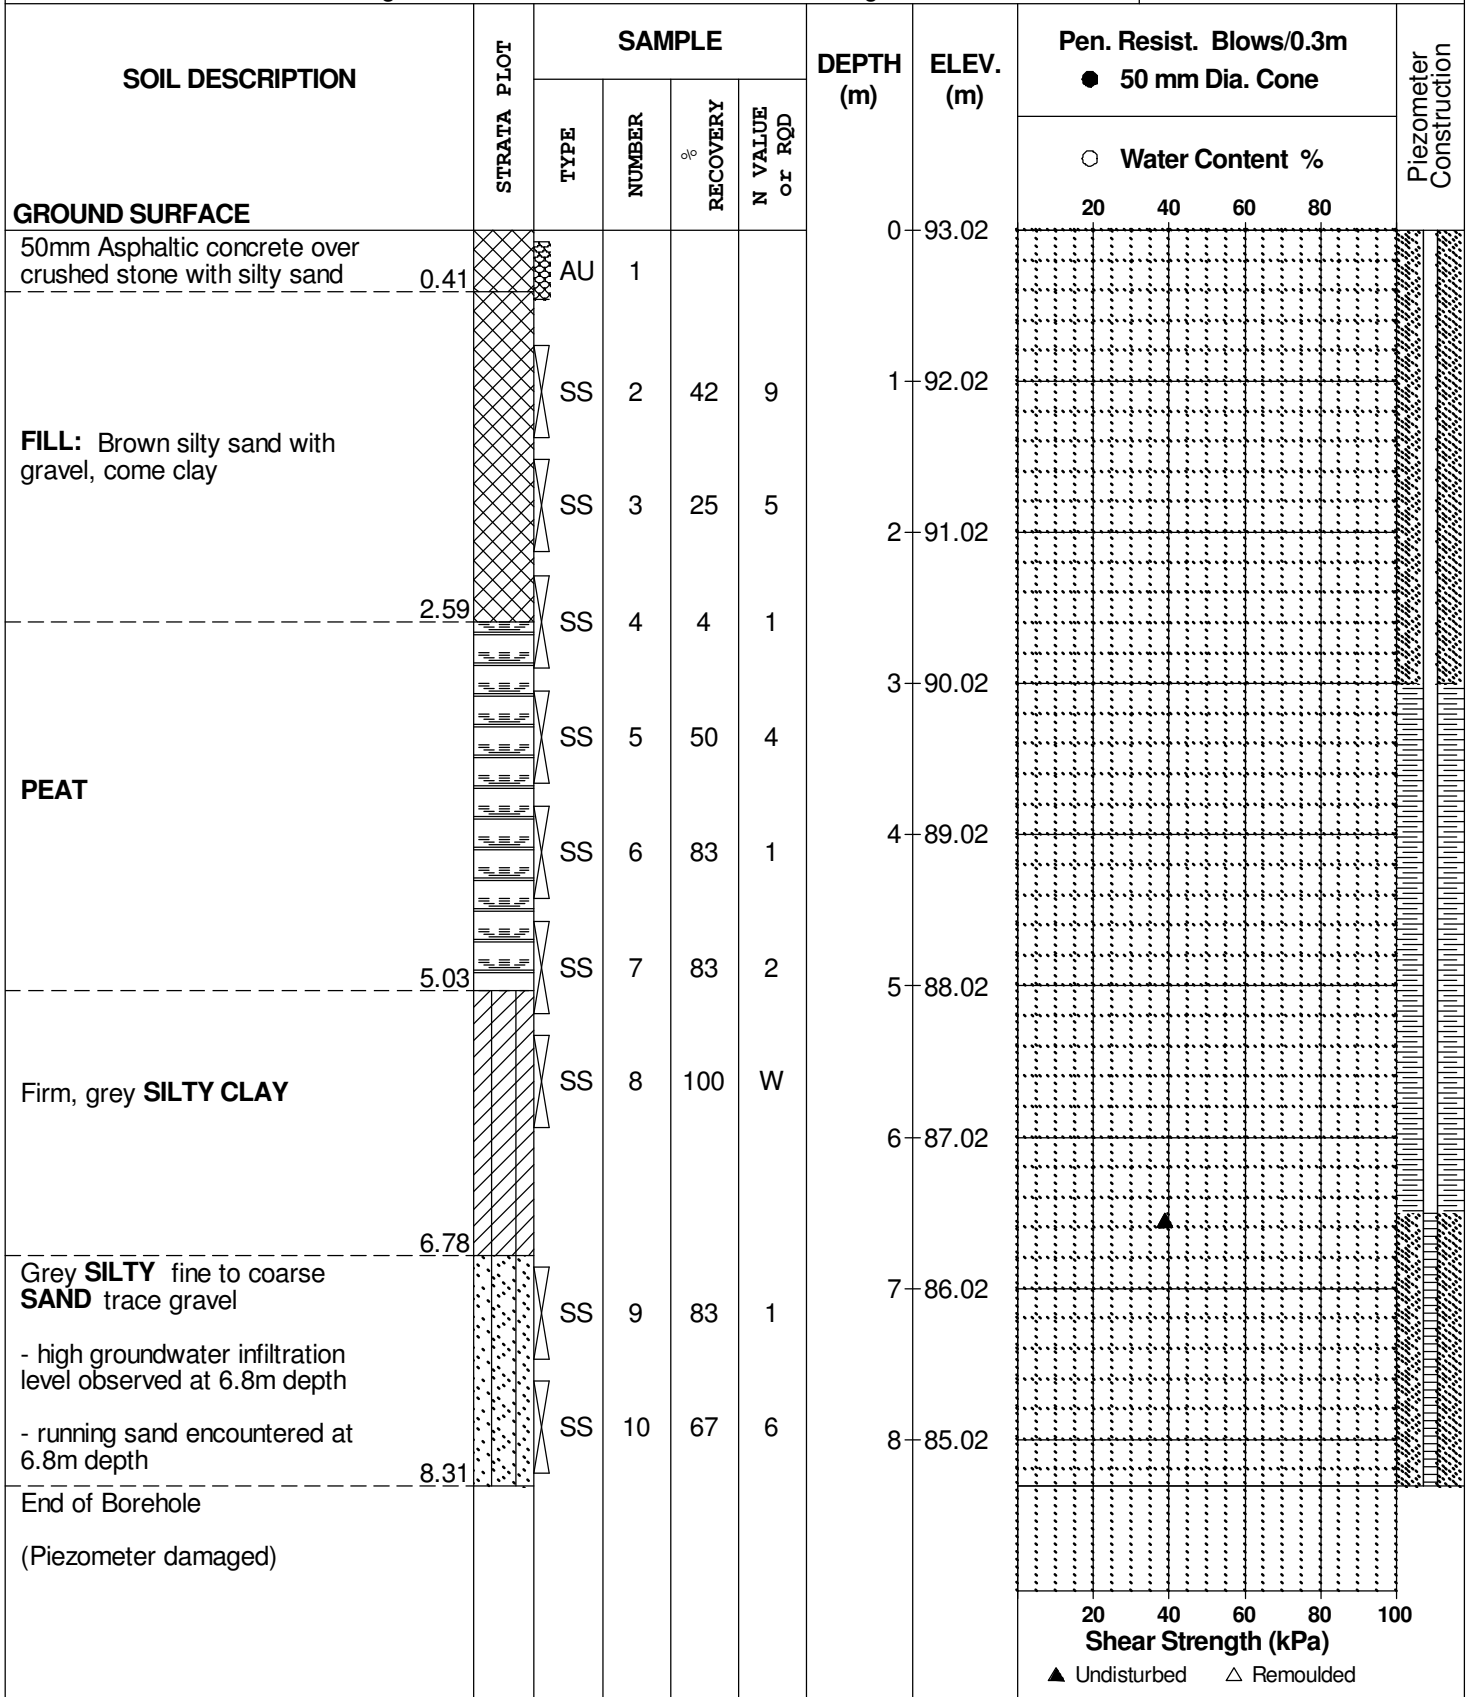 SOIL DESCRIPTION
STRATA PLOT
SAMPLE
TYPE
NUMBER
% RECOVERY
N VALUE or RQD
DEPTH (m)
ELEV. (m)
Pen. Resist. Blows/0.3m
● 50 mm Dia. Cone
○ Water Content %
Piezometer Construction
20 40 60 80
GROUND SURFACE
0 93.02
50mm Asphaltic concrete over
crushed stone with silty sand 0.41
AU 1
FILL: Brown silty sand with
gravel, come clay
2.59
SS 2 42 9
1 92.02
SS 3 25 5
2 91.02
SS 4 4 1
3 90.02
PEAT
5.03
SS 5 50 4
4 89.02
SS 6 83 1
SS 7 83 2
5 88.02
Firm, grey SILTY CLAY
6.78
SS 8 100 W
6 87.02
Grey SILTY fine to coarse
SAND trace gravel
- high groundwater infiltration
level observed at 6.8m depth
- running sand encountered at
6.8m depth
8.31
7 86.02
SS 9 83 1
SS 10 67 6
8 85.02
End of Borehole
(Piezometer damaged)
20 40 60 80 100
Shear Strength (kPa)
▲ Undisturbed △ Remoulded